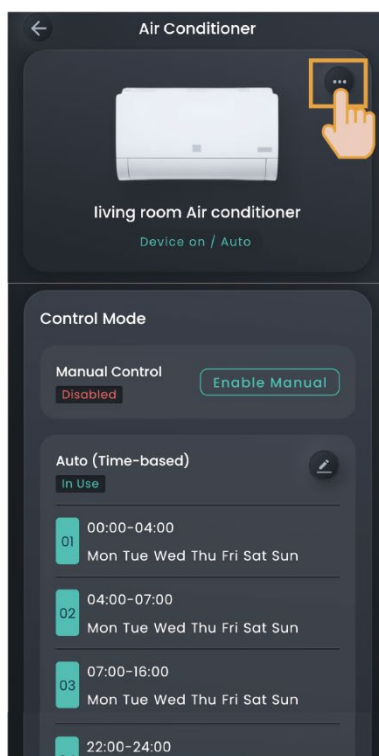 Air Conditioner
living room Air conditioner
Device on / Auto
Control Mode
Manual Control
Disabled
Enable Manual
Auto (Time-based)
In Use
01
00:00-04:00
Mon Tue Wed Thu Fri Sat Sun
02
04:00-07:00
Mon Tue Wed Thu Fri Sat Sun
03
07:00-16:00
Mon Tue Wed Thu Fri Sat Sun
22:00-24:00